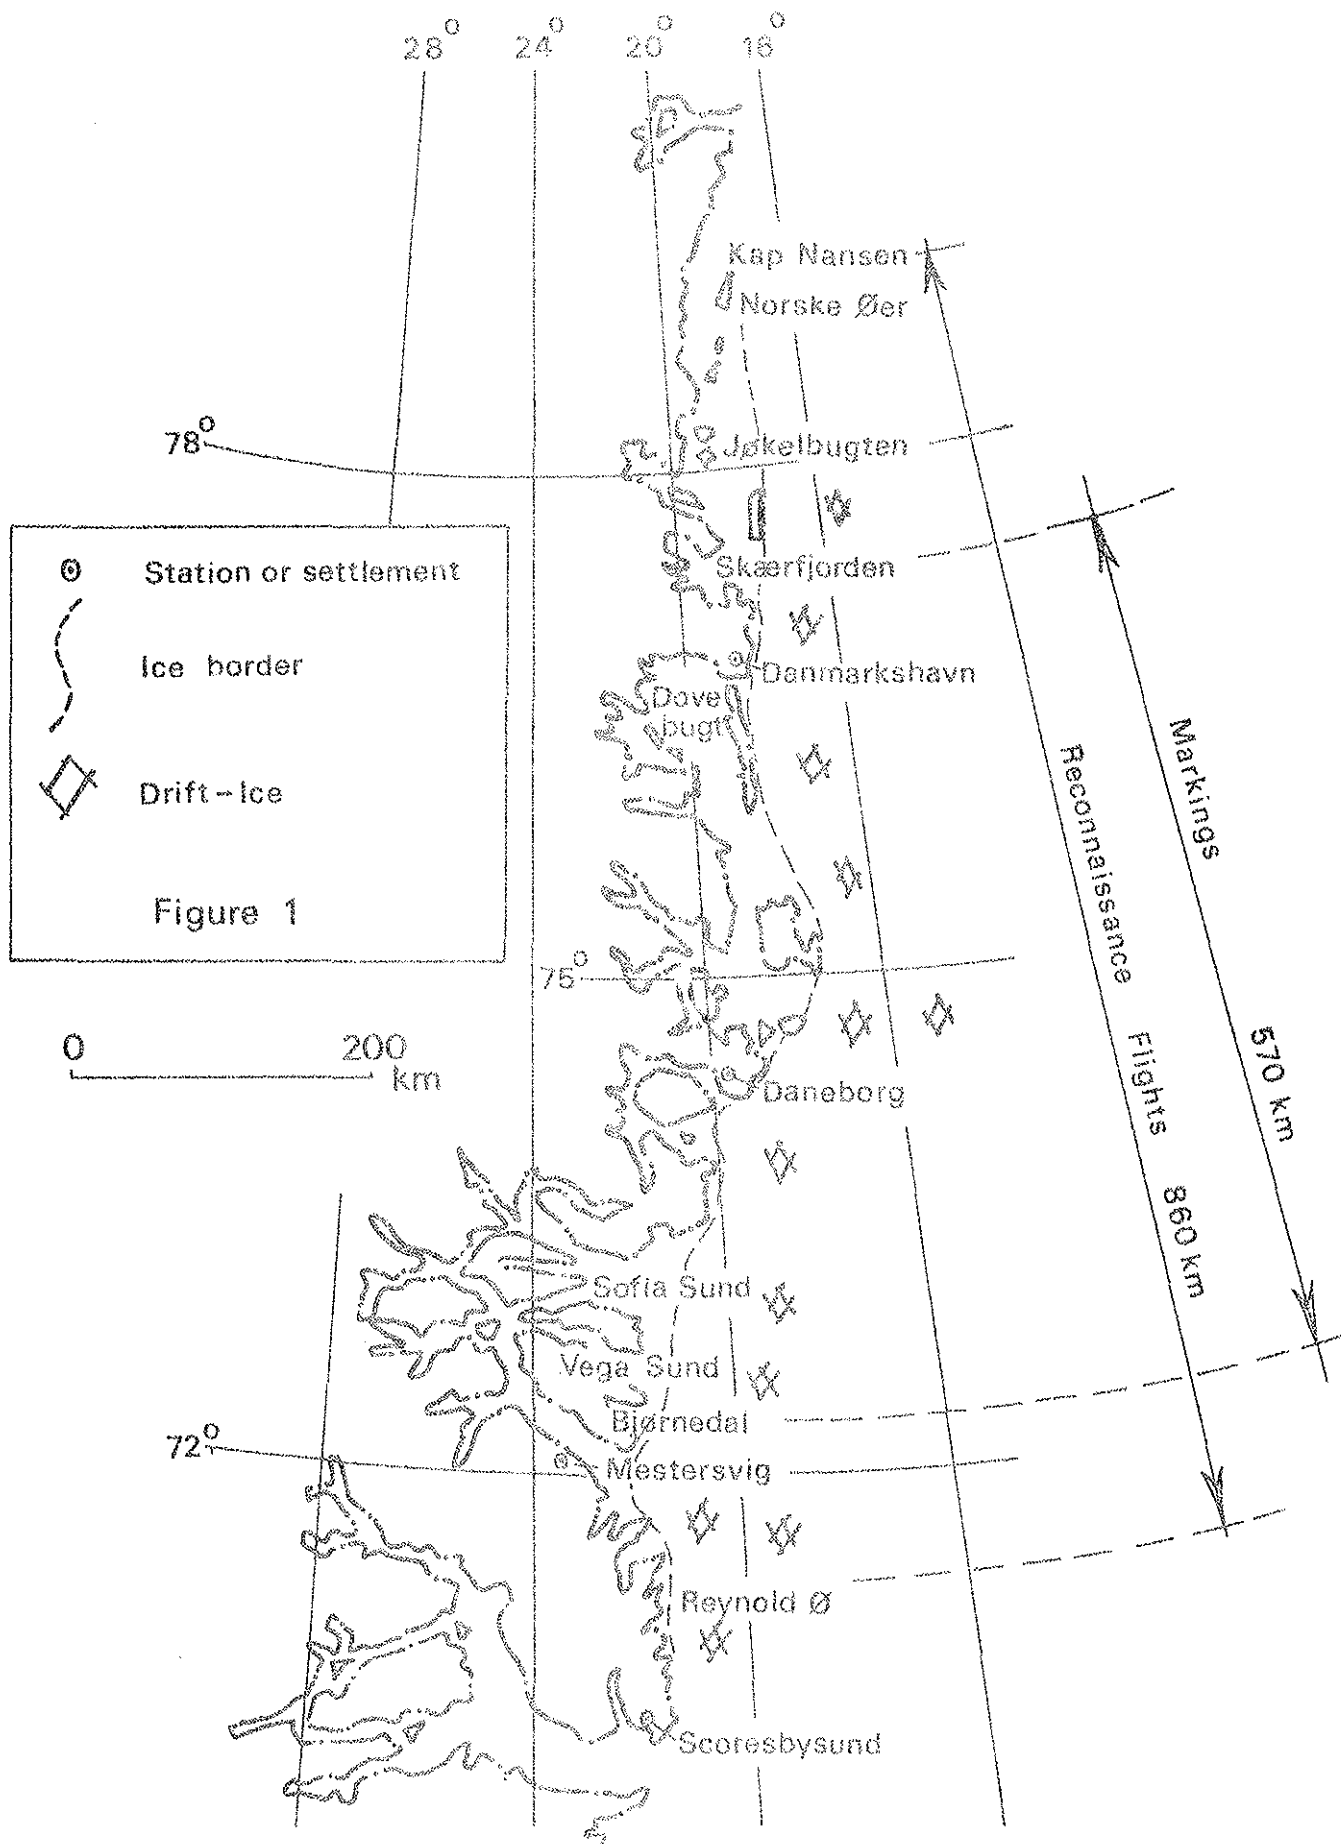 28° 24° 20° 16°
Kap Nansen
Norske Øer
78°
Jøkelbugten
Station or settlement
Skærfjorden
Ice border
Danmarkshavn
Dove
bugt
Drift-Ice
Figure 1
Markings
570 km
Reconnaissance Flights 860 km
75°
0 200
km
Daneborg
Sofia Sund
Vega Sund
Bjørnedal
72°
Mestersvig
Reynold Ø
Scoresbysund